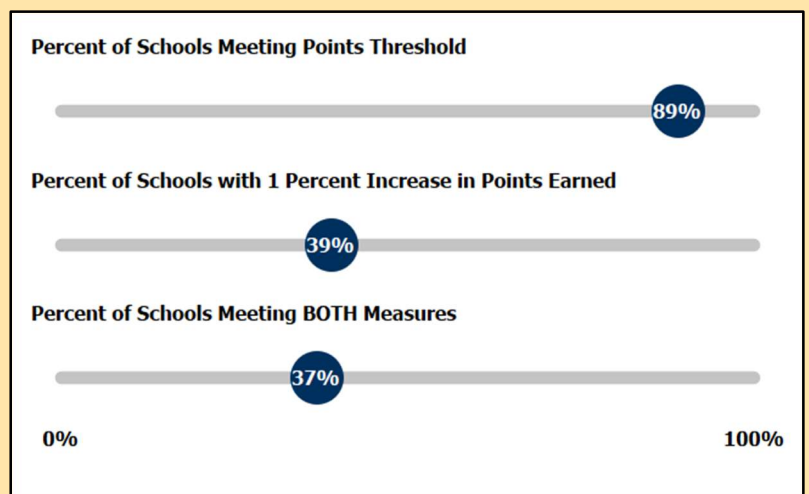 Percent of Schools Meeting Points Threshold
89%
Percent of Schools with 1 Percent Increase in Points Earned
39%
Percent of Schools Meeting BOTH Measures
37%
0% 100%